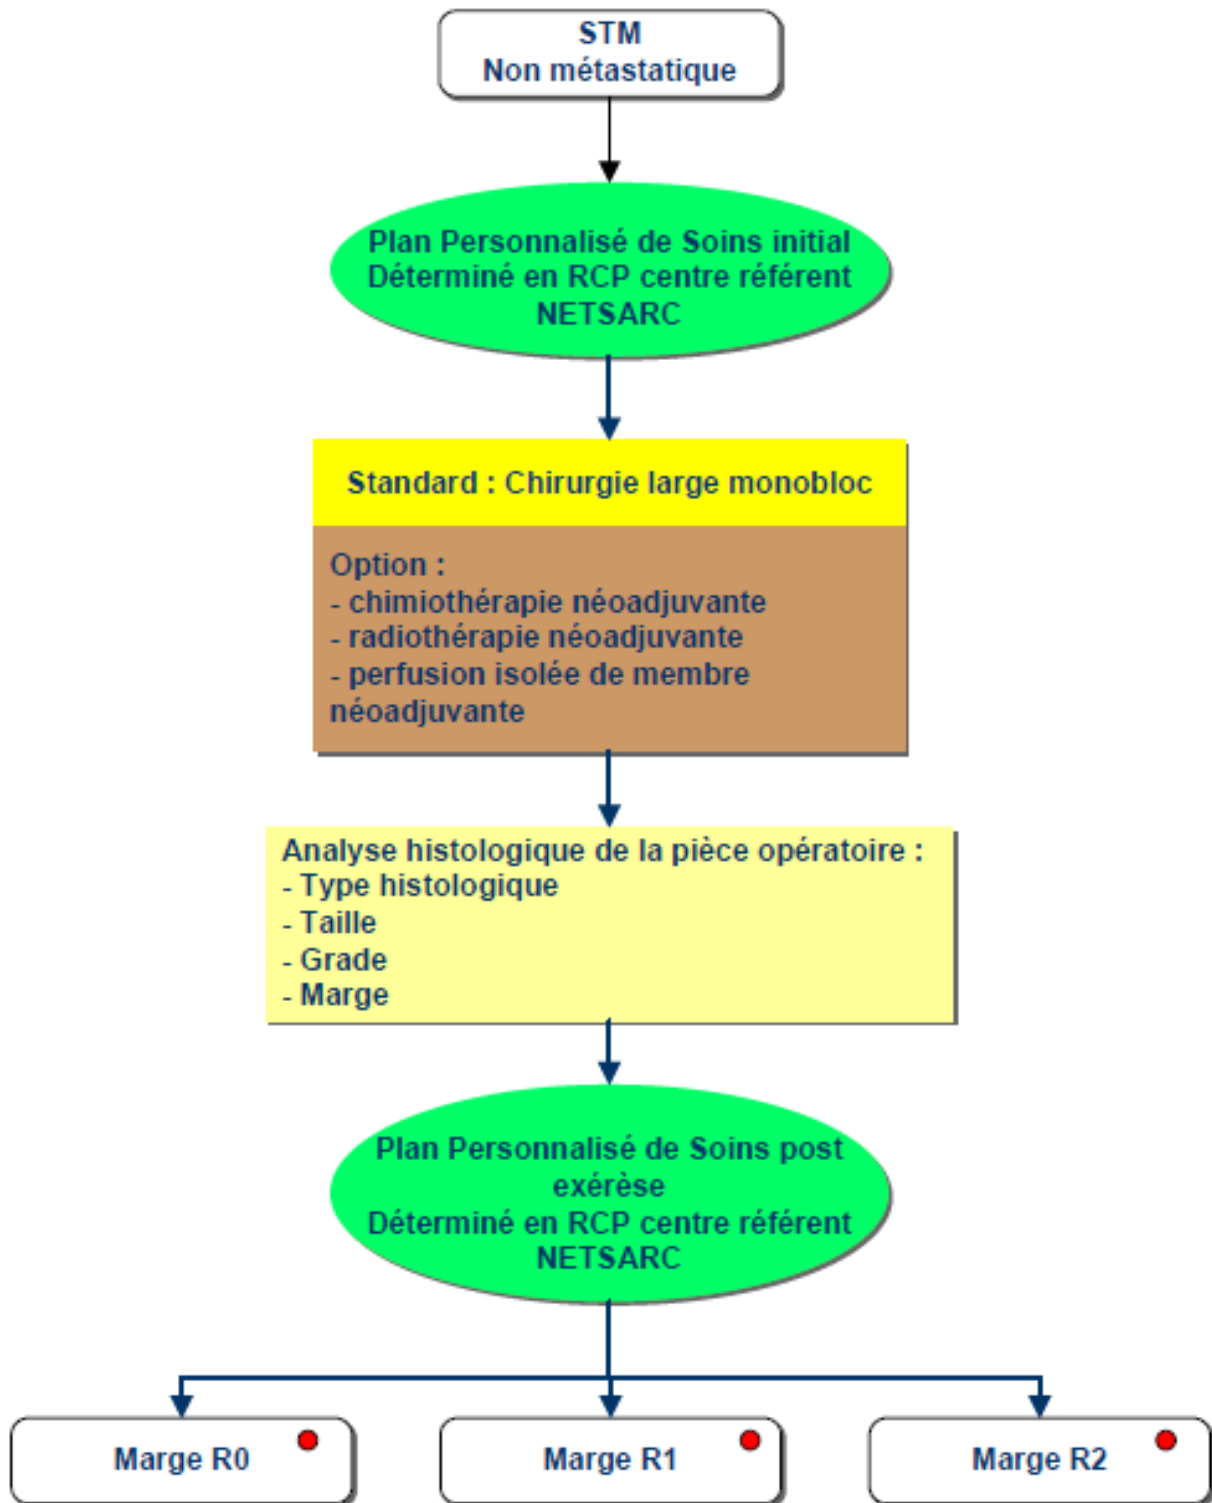 STM
Non métastatique
Plan Personnalisé de Soins initial
Déterminé en RCP centre référent
NETSARC
Standard : Chirurgie large monobloc
Option :
- chimiothérapie néoadjuvante
- radiothérapie néoadjuvante
- perfusion isolée de membre
néoadjuvante
Analyse histologique de la pièce opératoire :
- Type histologique
- Taille
- Grade
- Marge
Plan Personnalisé de Soins post
exérèse
Déterminé en RCP centre référent
NETSARC
Marge R0
Marge R1
Marge R2